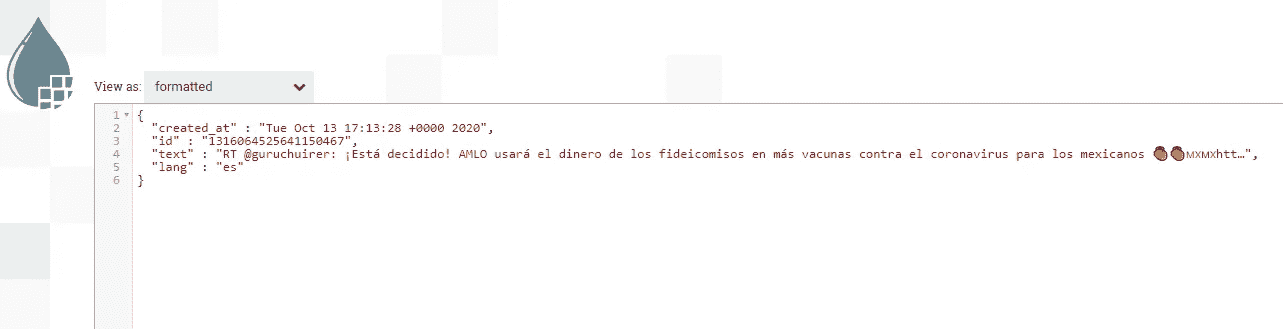 View as: formatted
1 {
2 "created_at" : "Tue Oct 13 17:13:28 +0000 2020",
3 "id" : "1316064525641150467",
4 "text" : "RT @guruchuirer: ¡Está decidido! AMLO usará el dinero de los fideicomisos en más vacunas contra el coronavirus para los mexicanos 👏🏽👏🏽🇲🇽🇲🇽htt…",
5 "lang" : "es"
6 }